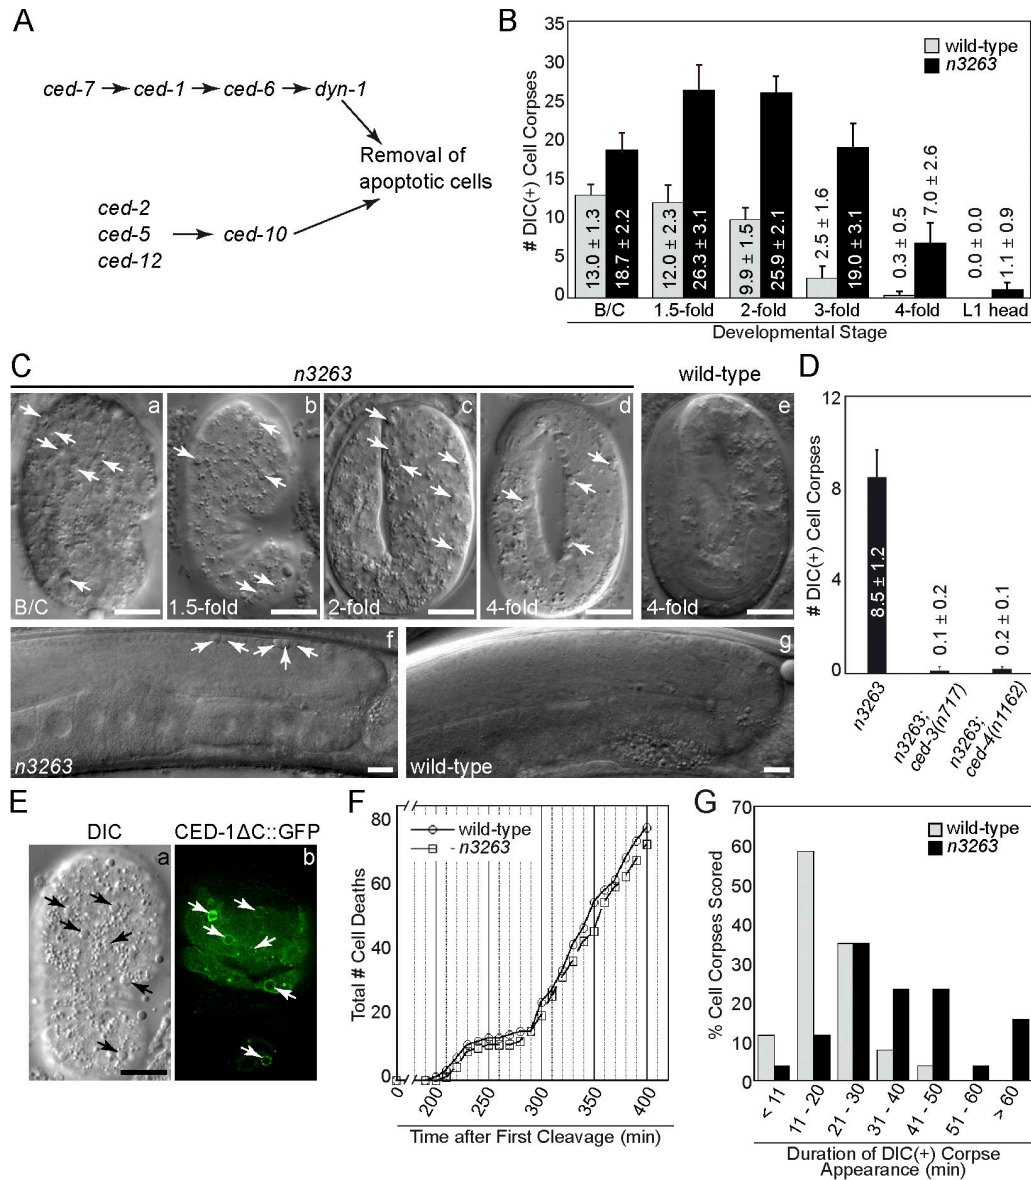 A
ced-7 → ced-1 → ced-6 → dyn-1
Removal of
apoptotic cells
ced-2
ced-5 → ced-10
ced-12
B
# DIC(+) Cell Corpses
35
30
25
20
15
10
5
0
wild-type
n3263
13.0 ± 1.3
18.7 ± 2.2
12.0 ± 2.3
26.3 ± 3.1
9.9 ± 1.5
25.9 ± 2.1
2.5 ± 1.6
19.0 ± 3.1
0.3 ± 0.5
7.0 ± 2.6
0.0 ± 0.0
1.1 ± 0.9
B/C 1.5-fold 2-fold 3-fold 4-fold L1 head
Developmental Stage
C
n3263 wild-type
a b c d e
B/C 1.5-fold 2-fold 4-fold 4-fold
f g
n3263 wild-type
D
# DIC(+) Cell Corpses
12
8
4
0
8.5 ± 1.2
0.1 ± 0.2
0.2 ± 0.1
n3263
n3263;
ced-3(n717)
n3263;
ced-4(n1162)
E
DIC CED-1ΔC::GFP
a b
F
Total # Cell Deaths
80
60
40
20
0
wild-type
n3263
0 200 250 300 350 400
Time after First Cleavage (min)
G
% Cell Corpses Scored
70
60
50
40
30
20
10
0
wild-type
n3263
< 11 11 - 20 21 - 30 31 - 40 41 - 50 51 - 60 > 60
Duration of DIC(+) Corpse
Appearance (min)